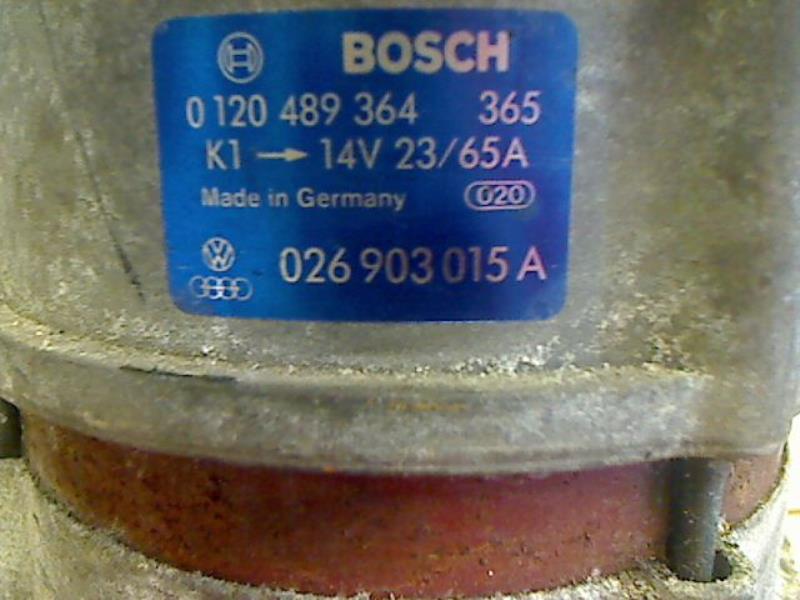 BOSCH
0 120 489 364 365
K1 → 14V 23/65A
Made in Germany 020
026 903 015 A